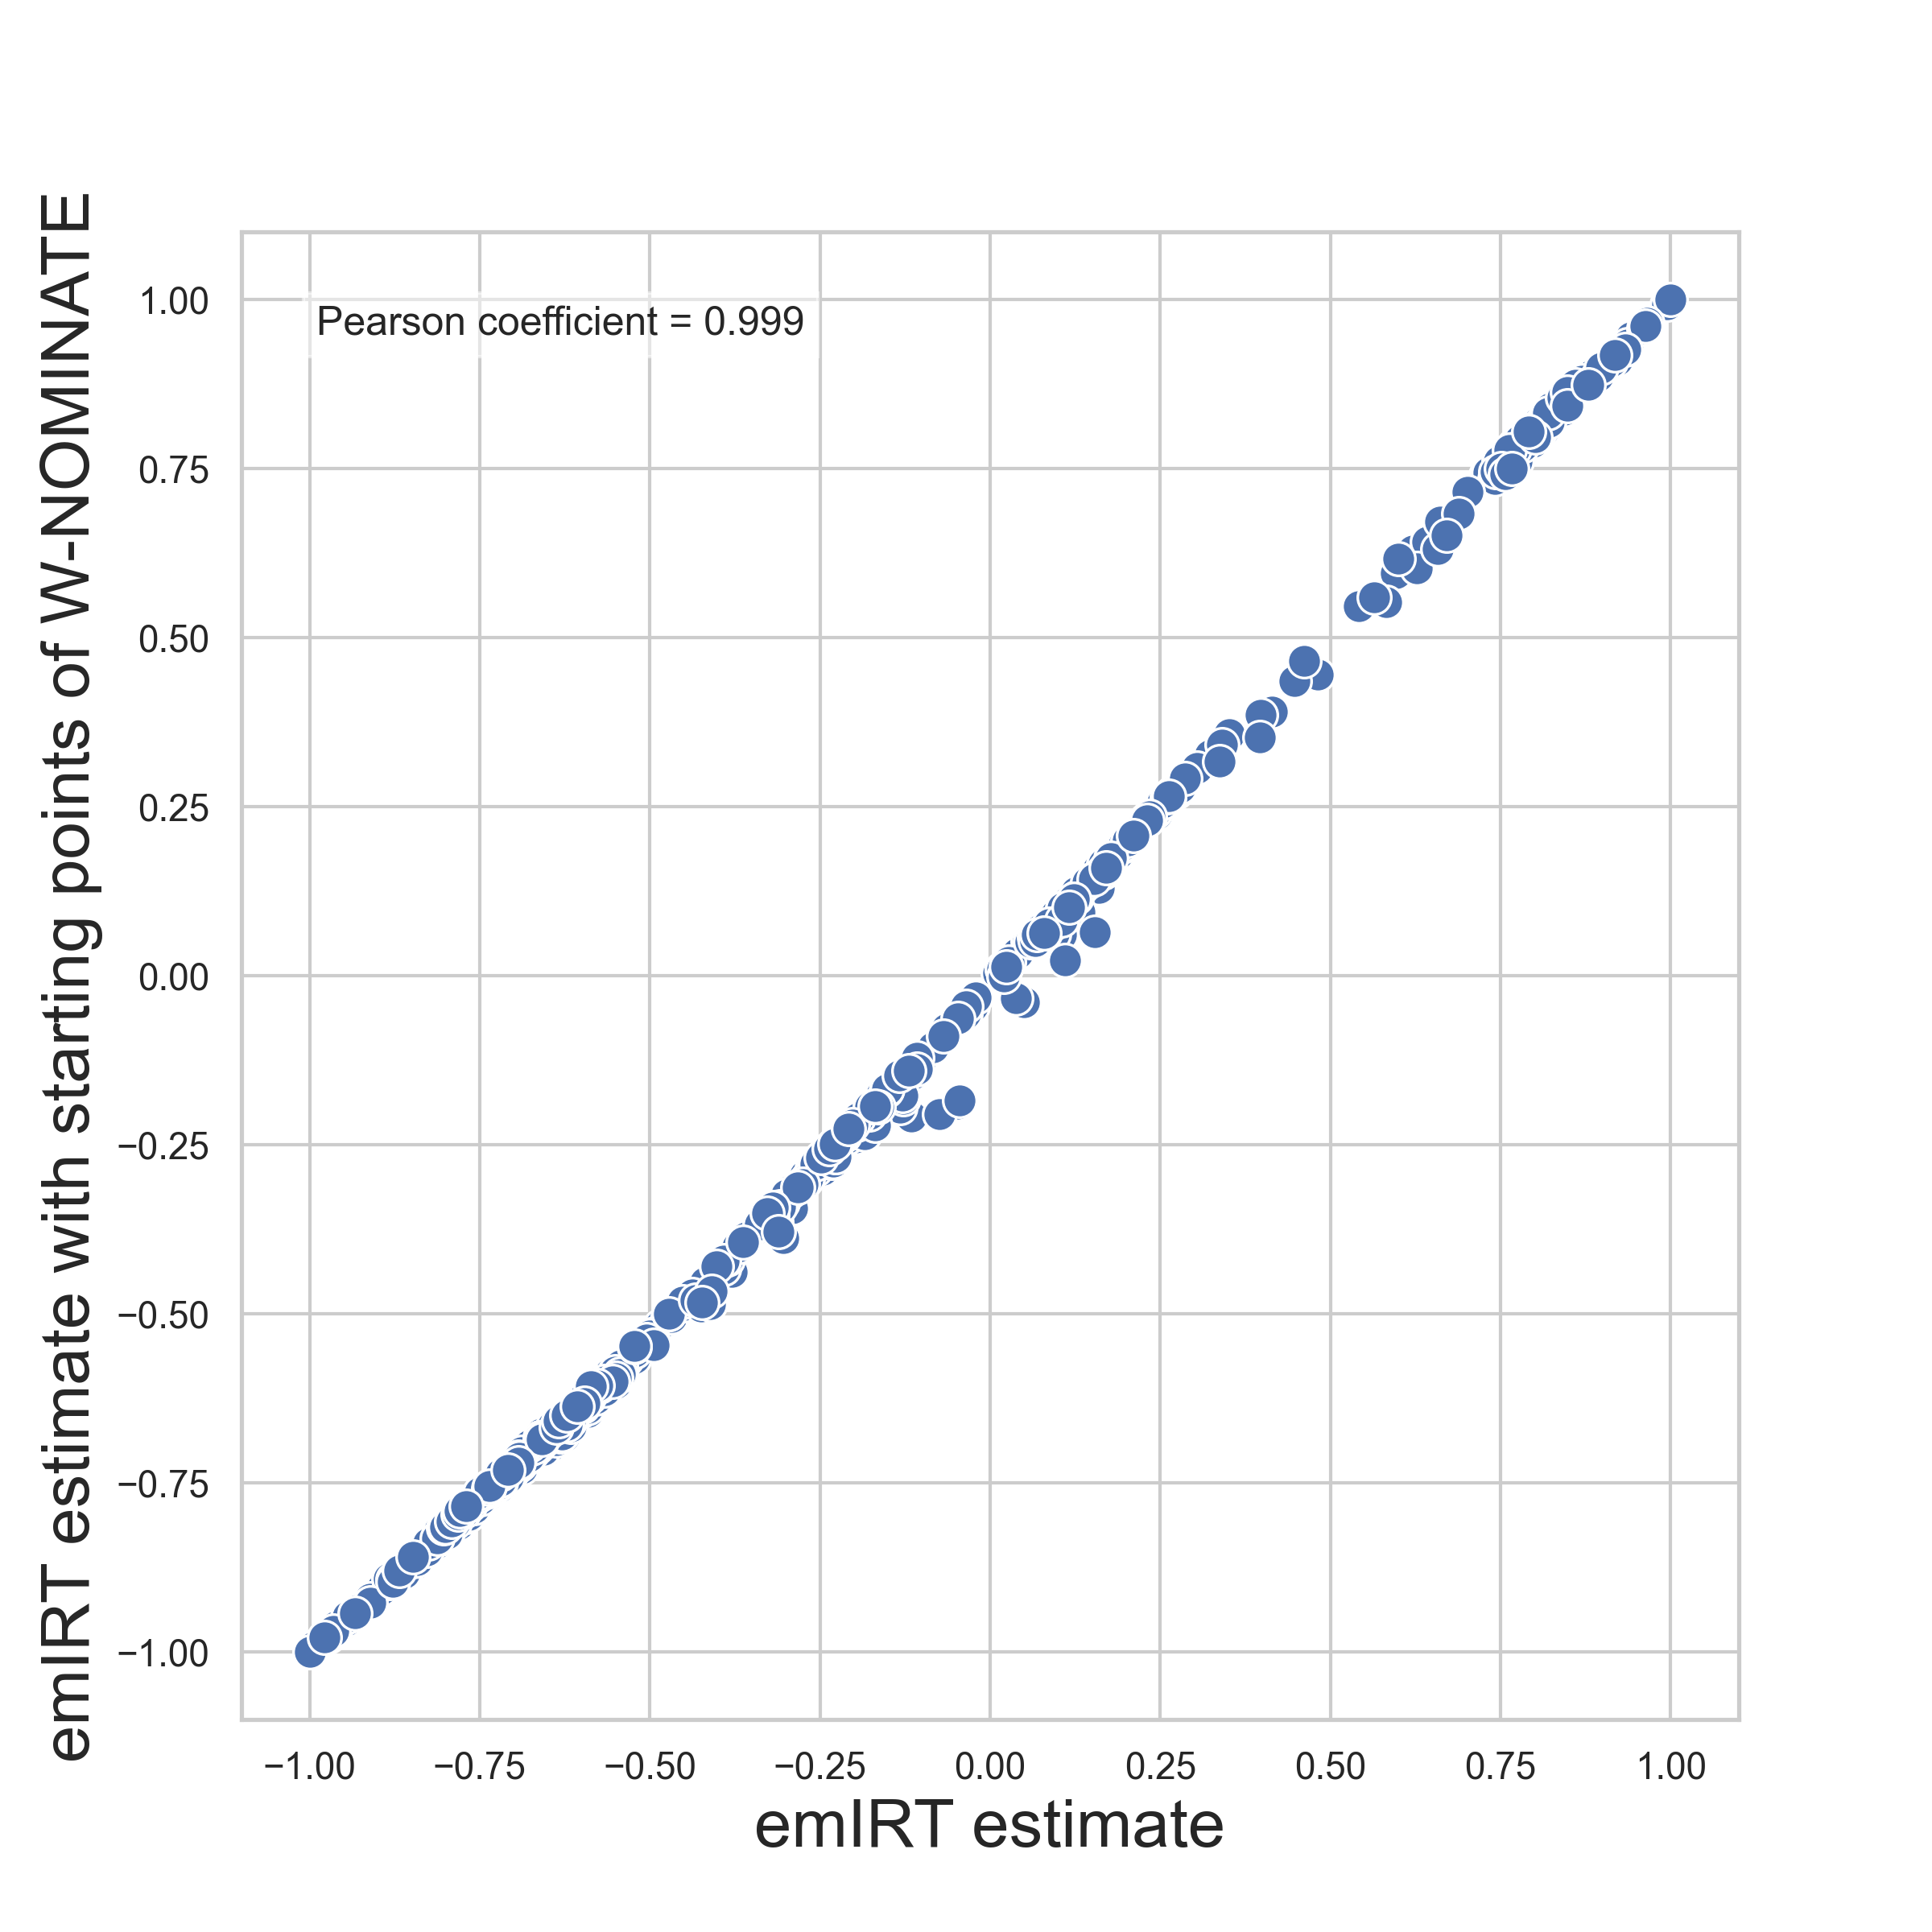 emIRT estimate with starting points of W-NOMINATE
Pearson coefficient = 0.999
1.00
0.75
0.50
0.25
0.00
−0.25
−0.50
−0.75
−1.00
−1.00 −0.75 −0.50 −0.25 0.00 0.25 0.50 0.75 1.00
emIRT estimate